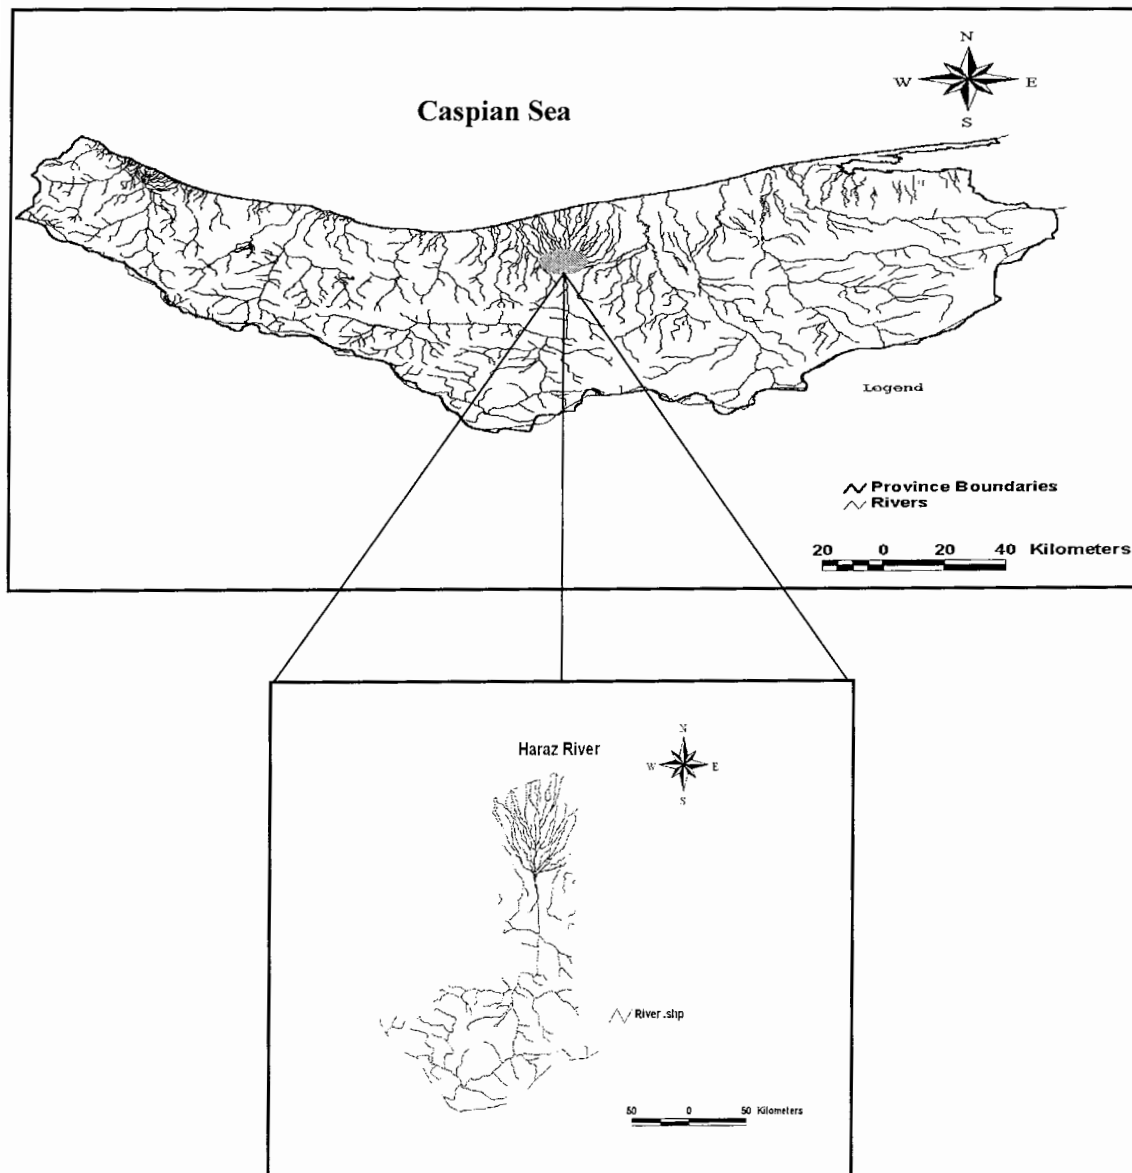 N
Caspian Sea
W E
S
Legend
Province Boundaries
Rivers
20 0 20 40 Kilometers
Haraz River
N
W E
S
River.shp
50 0 50 Kilometers